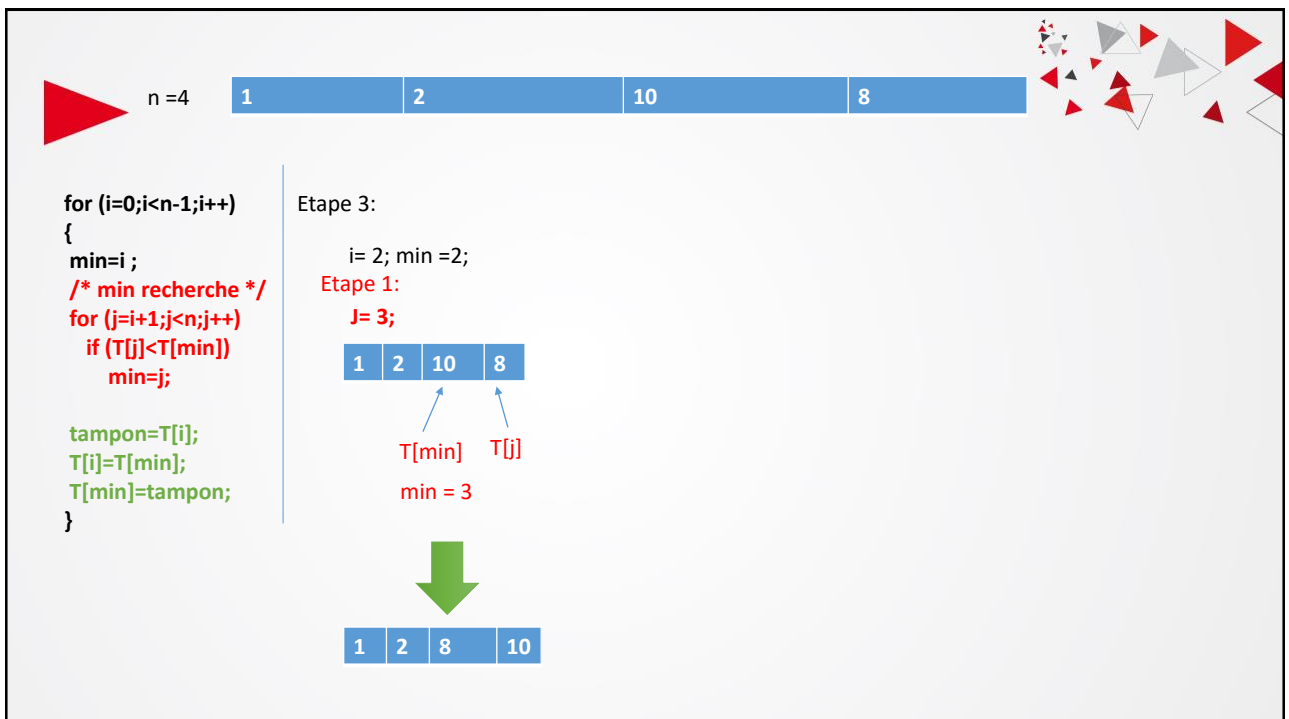 n =4
1 2 10 8
for (i=0;i<n-1;i++)
{
min=i ;
/* min recherche */
for (j=i+1;j<n;j++)
if (T[j]<T[min])
min=j;
tampon=T[i];
T[i]=T[min];
T[min]=tampon;
}
Etape 3:
i= 2; min =2;
Etape 1:
J= 3;
1 2 10 8
T[min] T[j]
min = 3
1 2 8 10